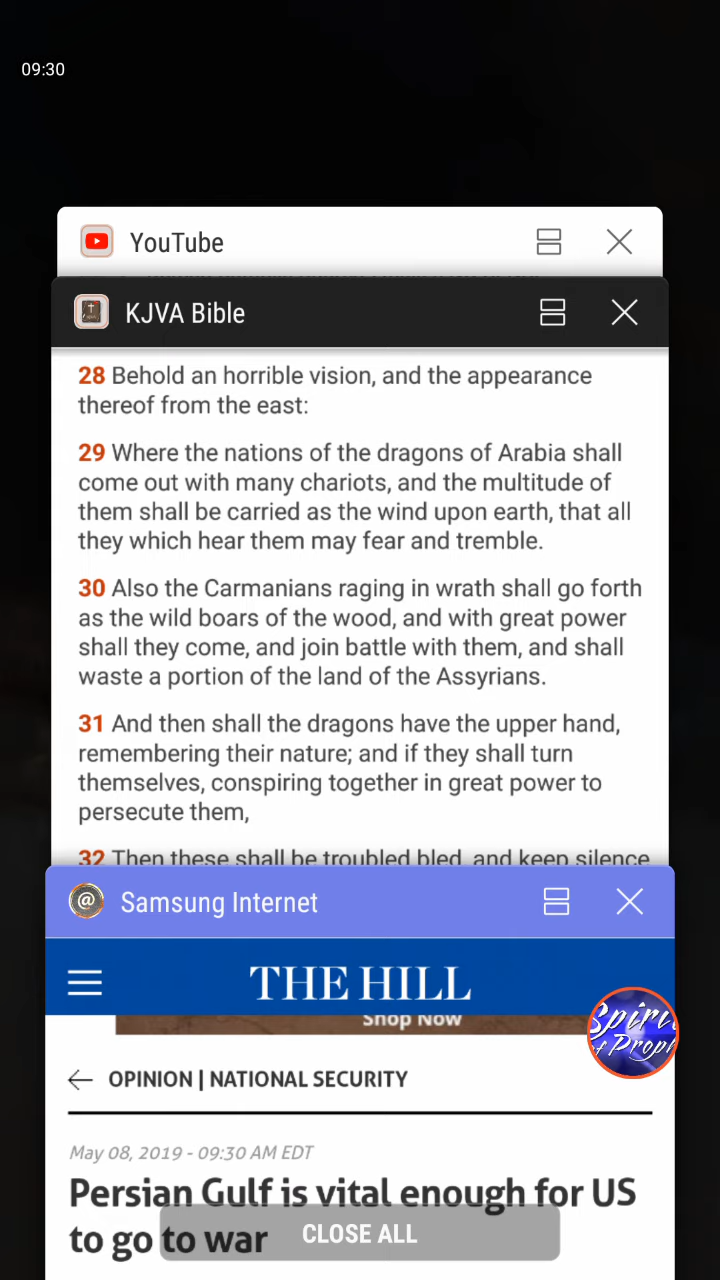 09:30
YouTube
KJVA Bible
28 Behold an horrible vision, and the appearance
thereof from the east:
29 Where the nations of the dragons of Arabia shall
come out with many chariots, and the multitude of
them shall be carried as the wind upon earth, that all
they which hear them may fear and tremble.
30 Also the Carmanians raging in wrath shall go forth
as the wild boars of the wood, and with great power
shall they come, and join battle with them, and shall
waste a portion of the land of the Assyrians.
31 And then shall the dragons have the upper hand,
remembering their nature; and if they shall turn
themselves, conspiring together in great power to
persecute them,
32 Then these shall be troubled bled, and keep silence
@ Samsung Internet
THE HILL
Shop Now
Spiri
of Proph
← OPINION | NATIONAL SECURITY
May 08, 2019 - 09:30 AM EDT
Persian Gulf is vital enough for US
to go to war
CLOSE ALL